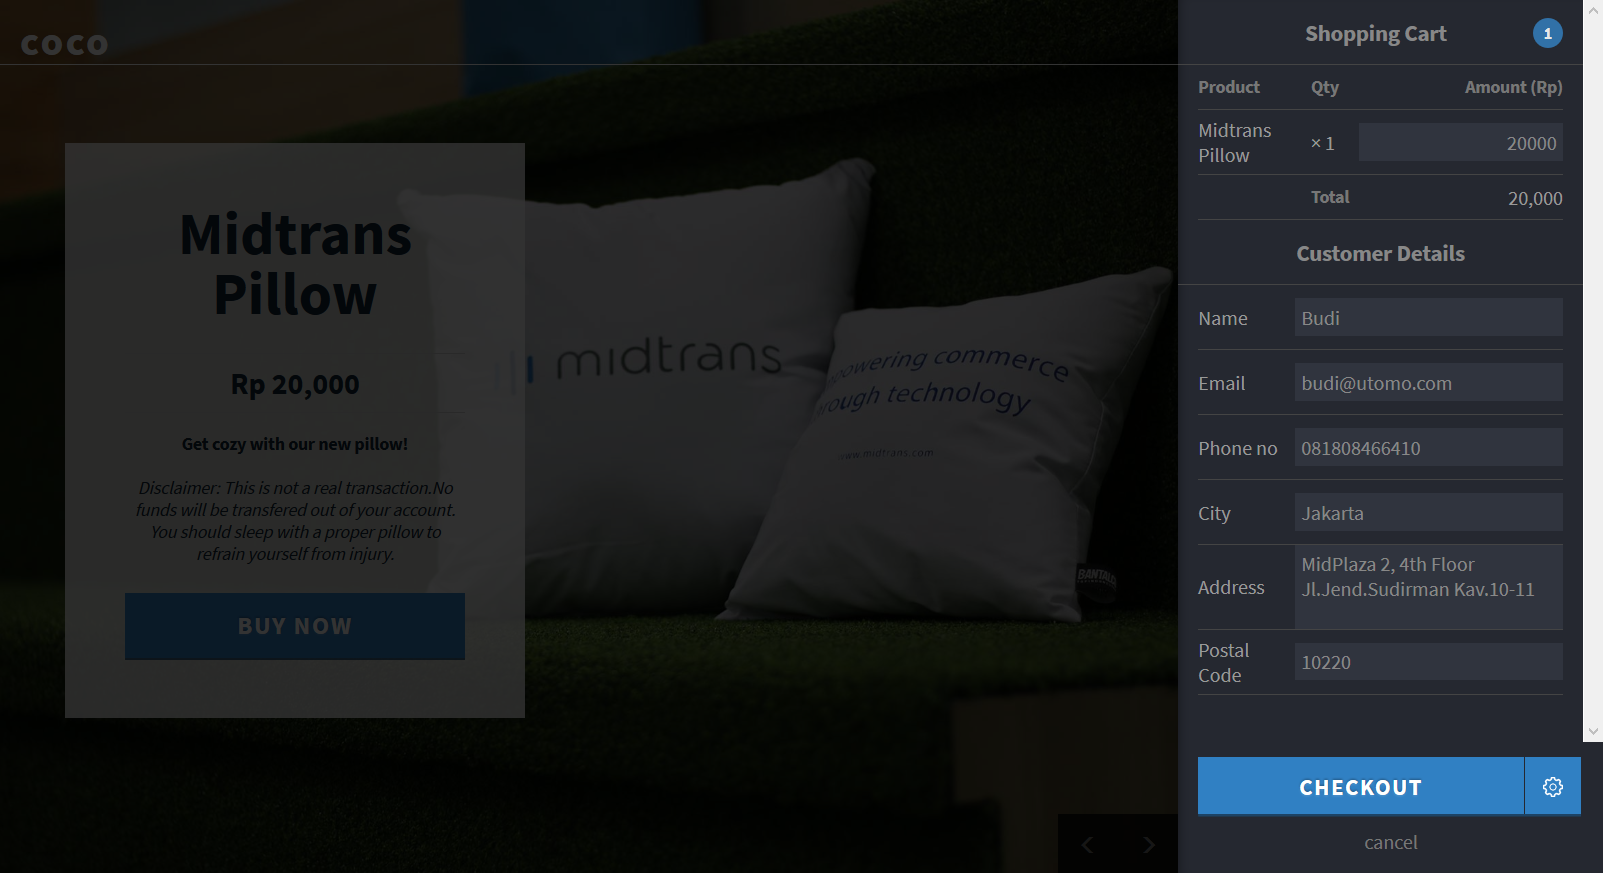 coco
Midtrans
Pillow
Rp 20,000
Get cozy with our new pillow!
Disclaimer: This is not a real transaction.No
funds will be transfered out of your account.
You should sleep with a proper pillow to
refrain yourself from injury.
BUY NOW
midtrans
commerce
through technology
www.midtrans.com
Shopping Cart 1
Product Qty Amount (Rp)
Midtrans
Pillow × 1 20000
Total 20,000
Customer Details
Name Budi
Email budi@utomo.com
Phone no 081808466410
City Jakarta
Address MidPlaza 2, 4th Floor
Jl.Jend.Sudirman Kav.10-11
Postal
Code 10220
CHECKOUT
cancel